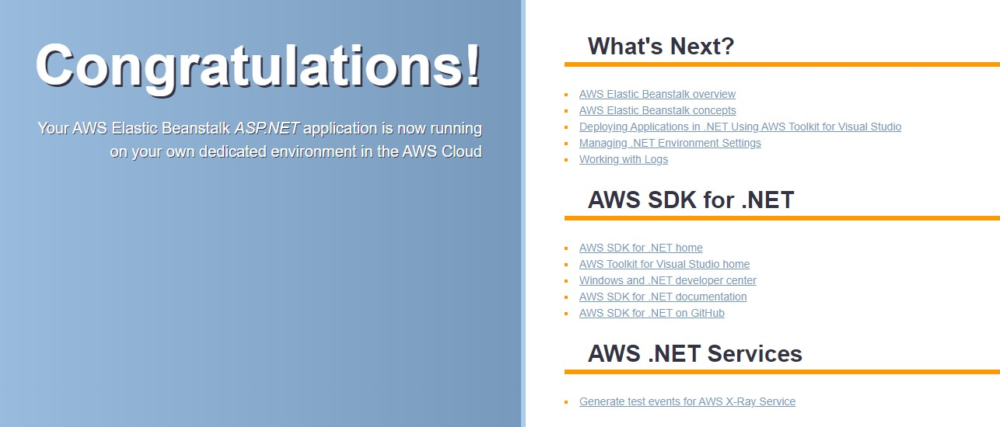 Congratulations!
Your AWS Elastic Beanstalk ASP.NET application is now running
on your own dedicated environment in the AWS Cloud
What's Next?
AWS Elastic Beanstalk overview
AWS Elastic Beanstalk concepts
Deploying Applications in .NET Using AWS Toolkit for Visual Studio
Managing .NET Environment Settings
Working with Logs
AWS SDK for .NET
AWS SDK for .NET home
AWS Toolkit for Visual Studio home
Windows and .NET developer center
AWS SDK for .NET documentation
AWS SDK for .NET on GitHub
AWS .NET Services
Generate test events for AWS X-Ray Service